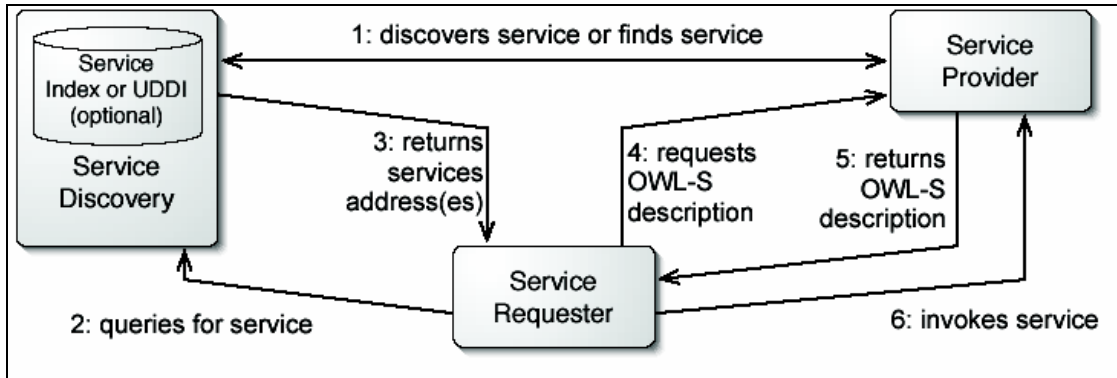 1: discovers service or finds service
Service
Index or UDDI
(optional)
Service
Discovery
Service
Provider
3: returns
services
address(es)
4: requests
OWL-S
description
5: returns
OWL-S
description
Service
Requester
2: queries for service
6: invokes service